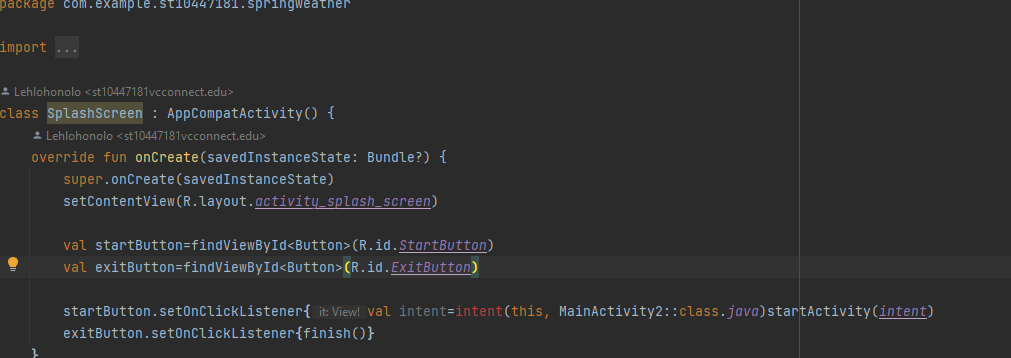 package com.example.st10447181.springweather
import ...
Lehlohonolo <st10447181vcconnect.edu>
class SplashScreen : AppCompatActivity() {
Lehlohonolo <st10447181vcconnect.edu>
override fun onCreate(savedInstanceState: Bundle?) {
super.onCreate(savedInstanceState)
setContentView(R.layout.activity_splash_screen)
val startButton=findViewById<Button>(R.id.StartButton)
val exitButton=findViewById<Button>(R.id.ExitButton)
startButton.setOnClickListener{ it: View! val intent=intent(this, MainActivity2::class.java)startActivity(intent)
exitButton.setOnClickListener{finish()}
}